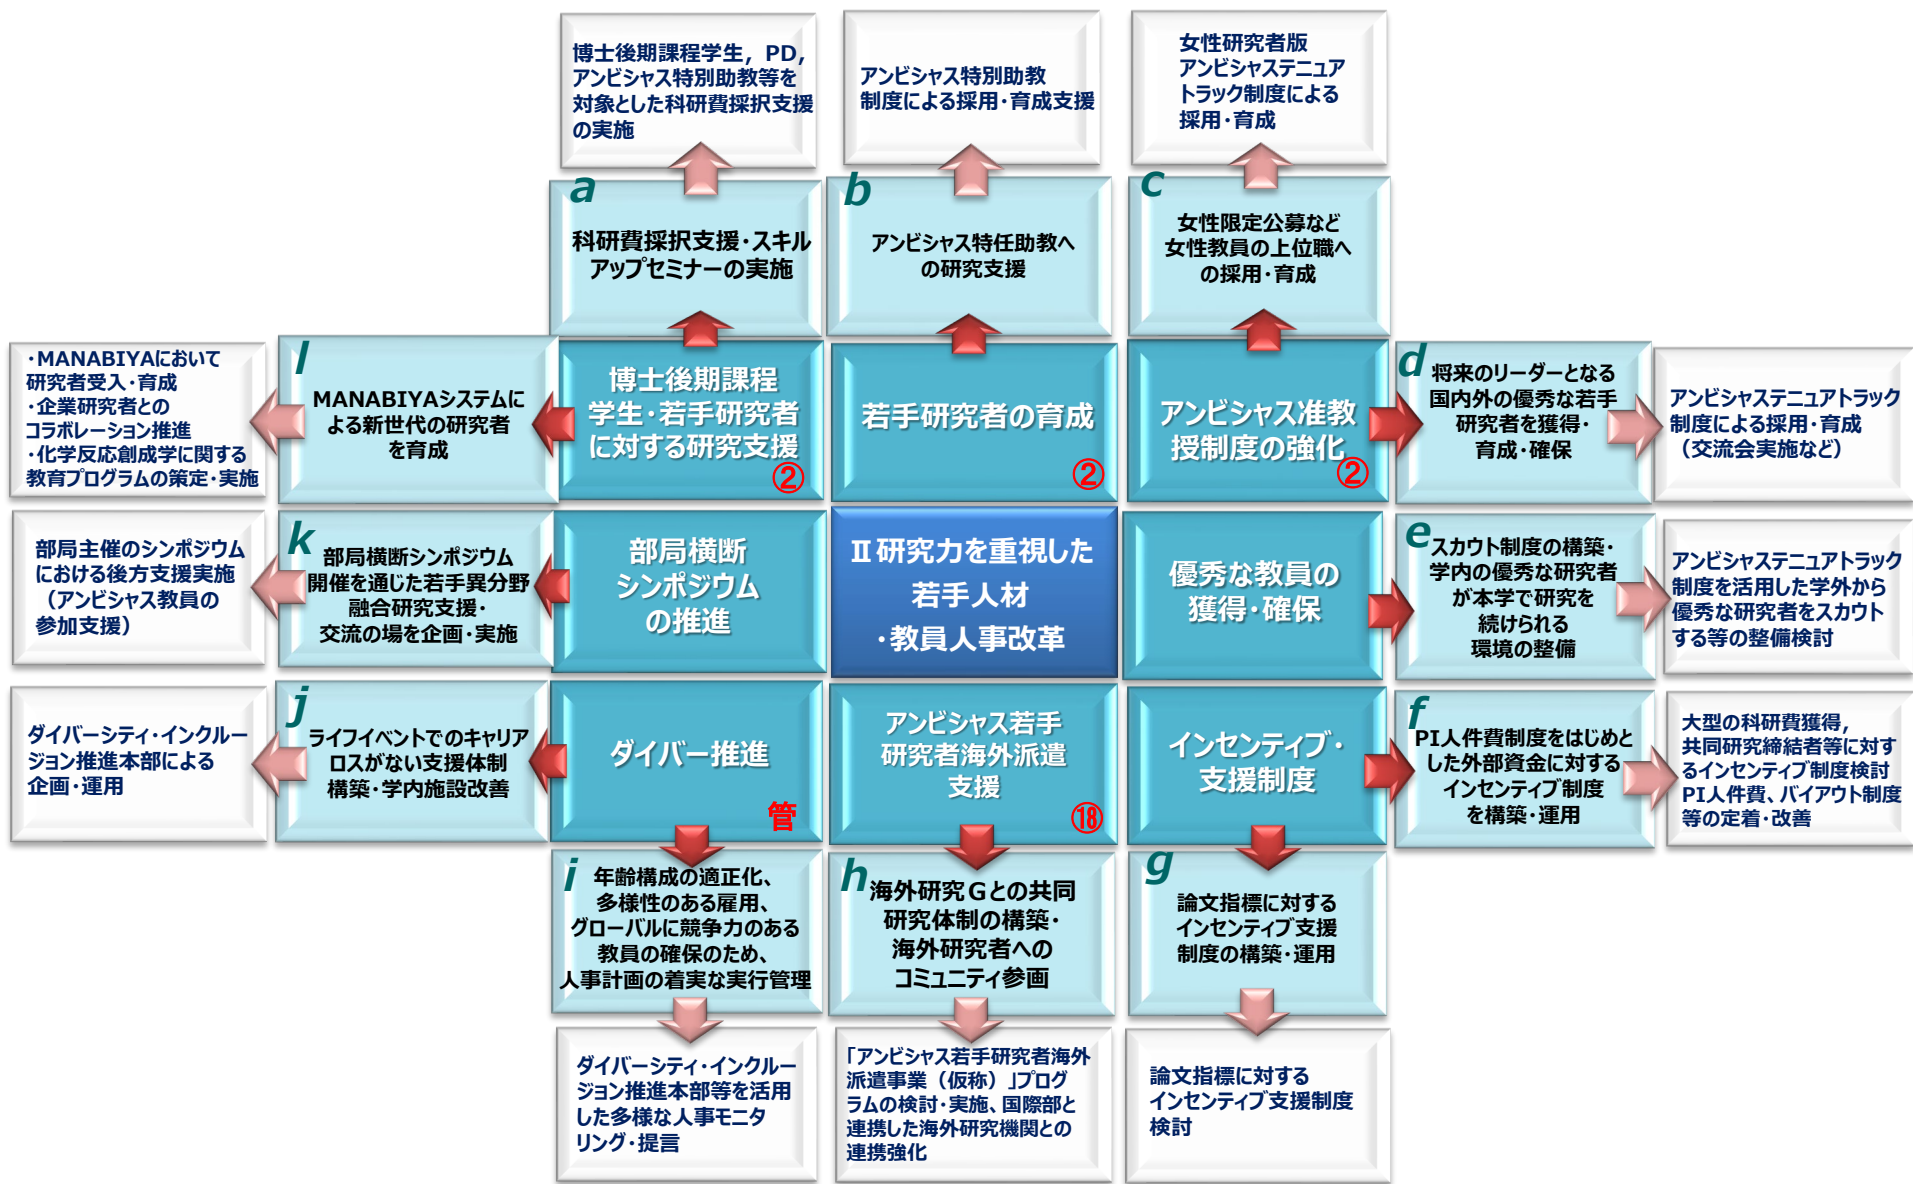 博士後期課程学生，PD，
アンビシャス特別助教等を
対象とした科研費採択支援
の実施
アンビシャス特別助教
制度による採用・育成支援
女性研究者版
アンビシャステニュア
トラック制度による
採用・育成
a
科研費採択支援・スキル
アップセミナーの実施
b
アンビシャス特任助教へ
の研究支援
c
女性限定公募など
女性教員の上位職へ
の採用・育成
・MANABIYAにおいて
研究者受入・育成
・企業研究者との
コラボレーション推進
・化学反応創成学に関する
教育プログラムの策定・実施
l
MANABIYAシステムに
よる新世代の研究者
を育成
博士後期課程
学生・若手研究者
に対する研究支援
②
若手研究者の育成
②
アンビシャス准教
授制度の強化
②
d
将来のリーダーとなる
国内外の優秀な若手
研究者を獲得・
育成・確保
アンビシャステニュアトラック
制度による採用・育成
（交流会実施など）
部局主催のシンポジウム
における後方支援実施
（アンビシャス教員の
参加支援）
k
部局横断シンポジウム
開催を通じた若手異分野
融合研究支援・
交流の場を企画・実施
部局横断
シンポジウム
の推進
Ⅱ研究力を重視した
若手人材
・教員人事改革
優秀な教員の
獲得・確保
e
スカウト制度の構築・
学内の優秀な研究者
が本学で研究を
続けられる
環境の整備
アンビシャステニュアトラック
制度を活用した学外から
優秀な研究者をスカウト
する等の整備検討
ダイバーシティ・インクルー
ジョン推進本部による
企画・運用
j
ライフイベントでのキャリア
ロスがない支援体制
構築・学内施設改善
ダイバー推進
管
アンビシャス若手
研究者海外派遣
支援
⑱
インセンティブ・
支援制度
f
PI人件費制度をはじめと
した外部資金に対する
インセンティブ制度
を構築・運用
大型の科研費獲得，
共同研究締結者等に対す
るインセンティブ制度検討
PI人件費、バイアウト制度
等の定着・改善
i
年齢構成の適正化、
多様性のある雇用、
グローバルに競争力のある
教員の確保のため、
人事計画の着実な実行管理
h
海外研究Ｇとの共同
研究体制の構築・
海外研究者への
コミュニティ参画
g
論文指標に対する
インセンティブ支援
制度の構築・運用
ダイバーシティ・インクルー
ジョン推進本部等を活用
した多様な人事モニタ
リング・提言
「アンビシャス若手研究者海外
派遣事業（仮称）」プログ
ラムの検討・実施、国際部と
連携した海外研究機関との
連携強化
論文指標に対する
インセンティブ支援制度
検討